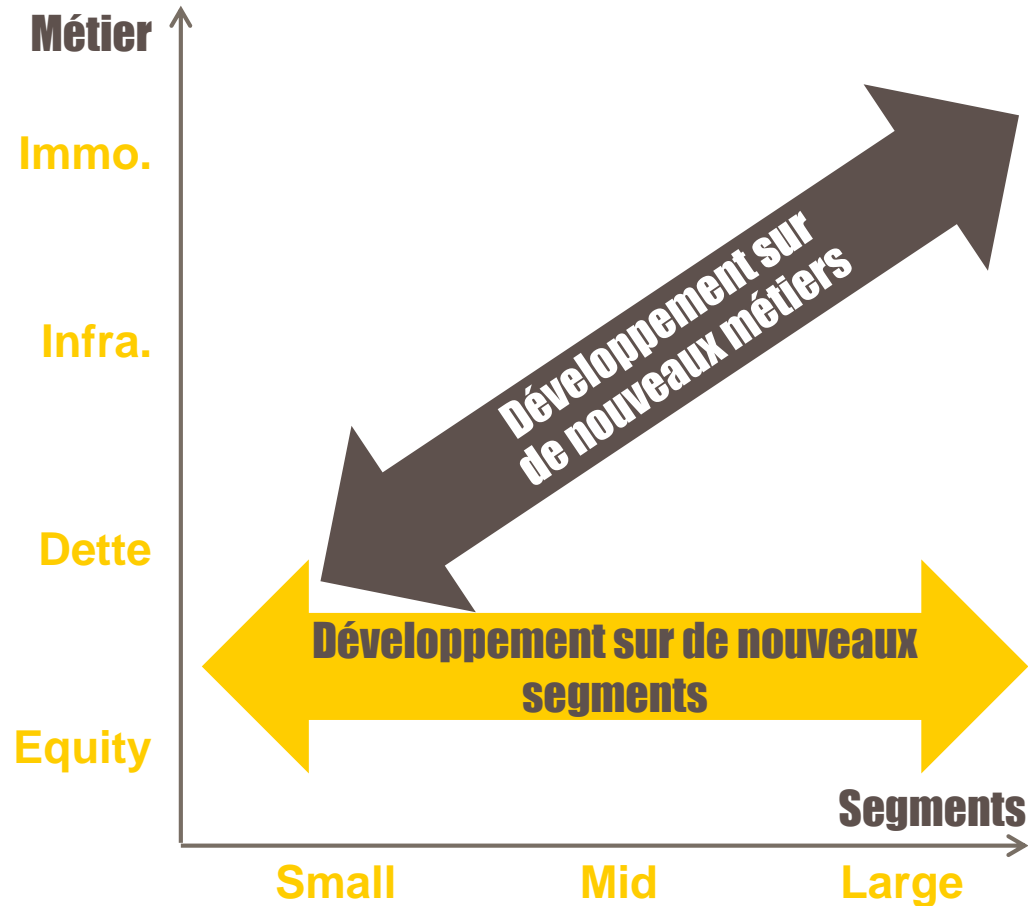 Métier
Immo.
Infra.
Dette
Equity
Développement sur
de nouveaux métiers
Développement sur de nouveaux
segments
Segments
Small
Mid
Large